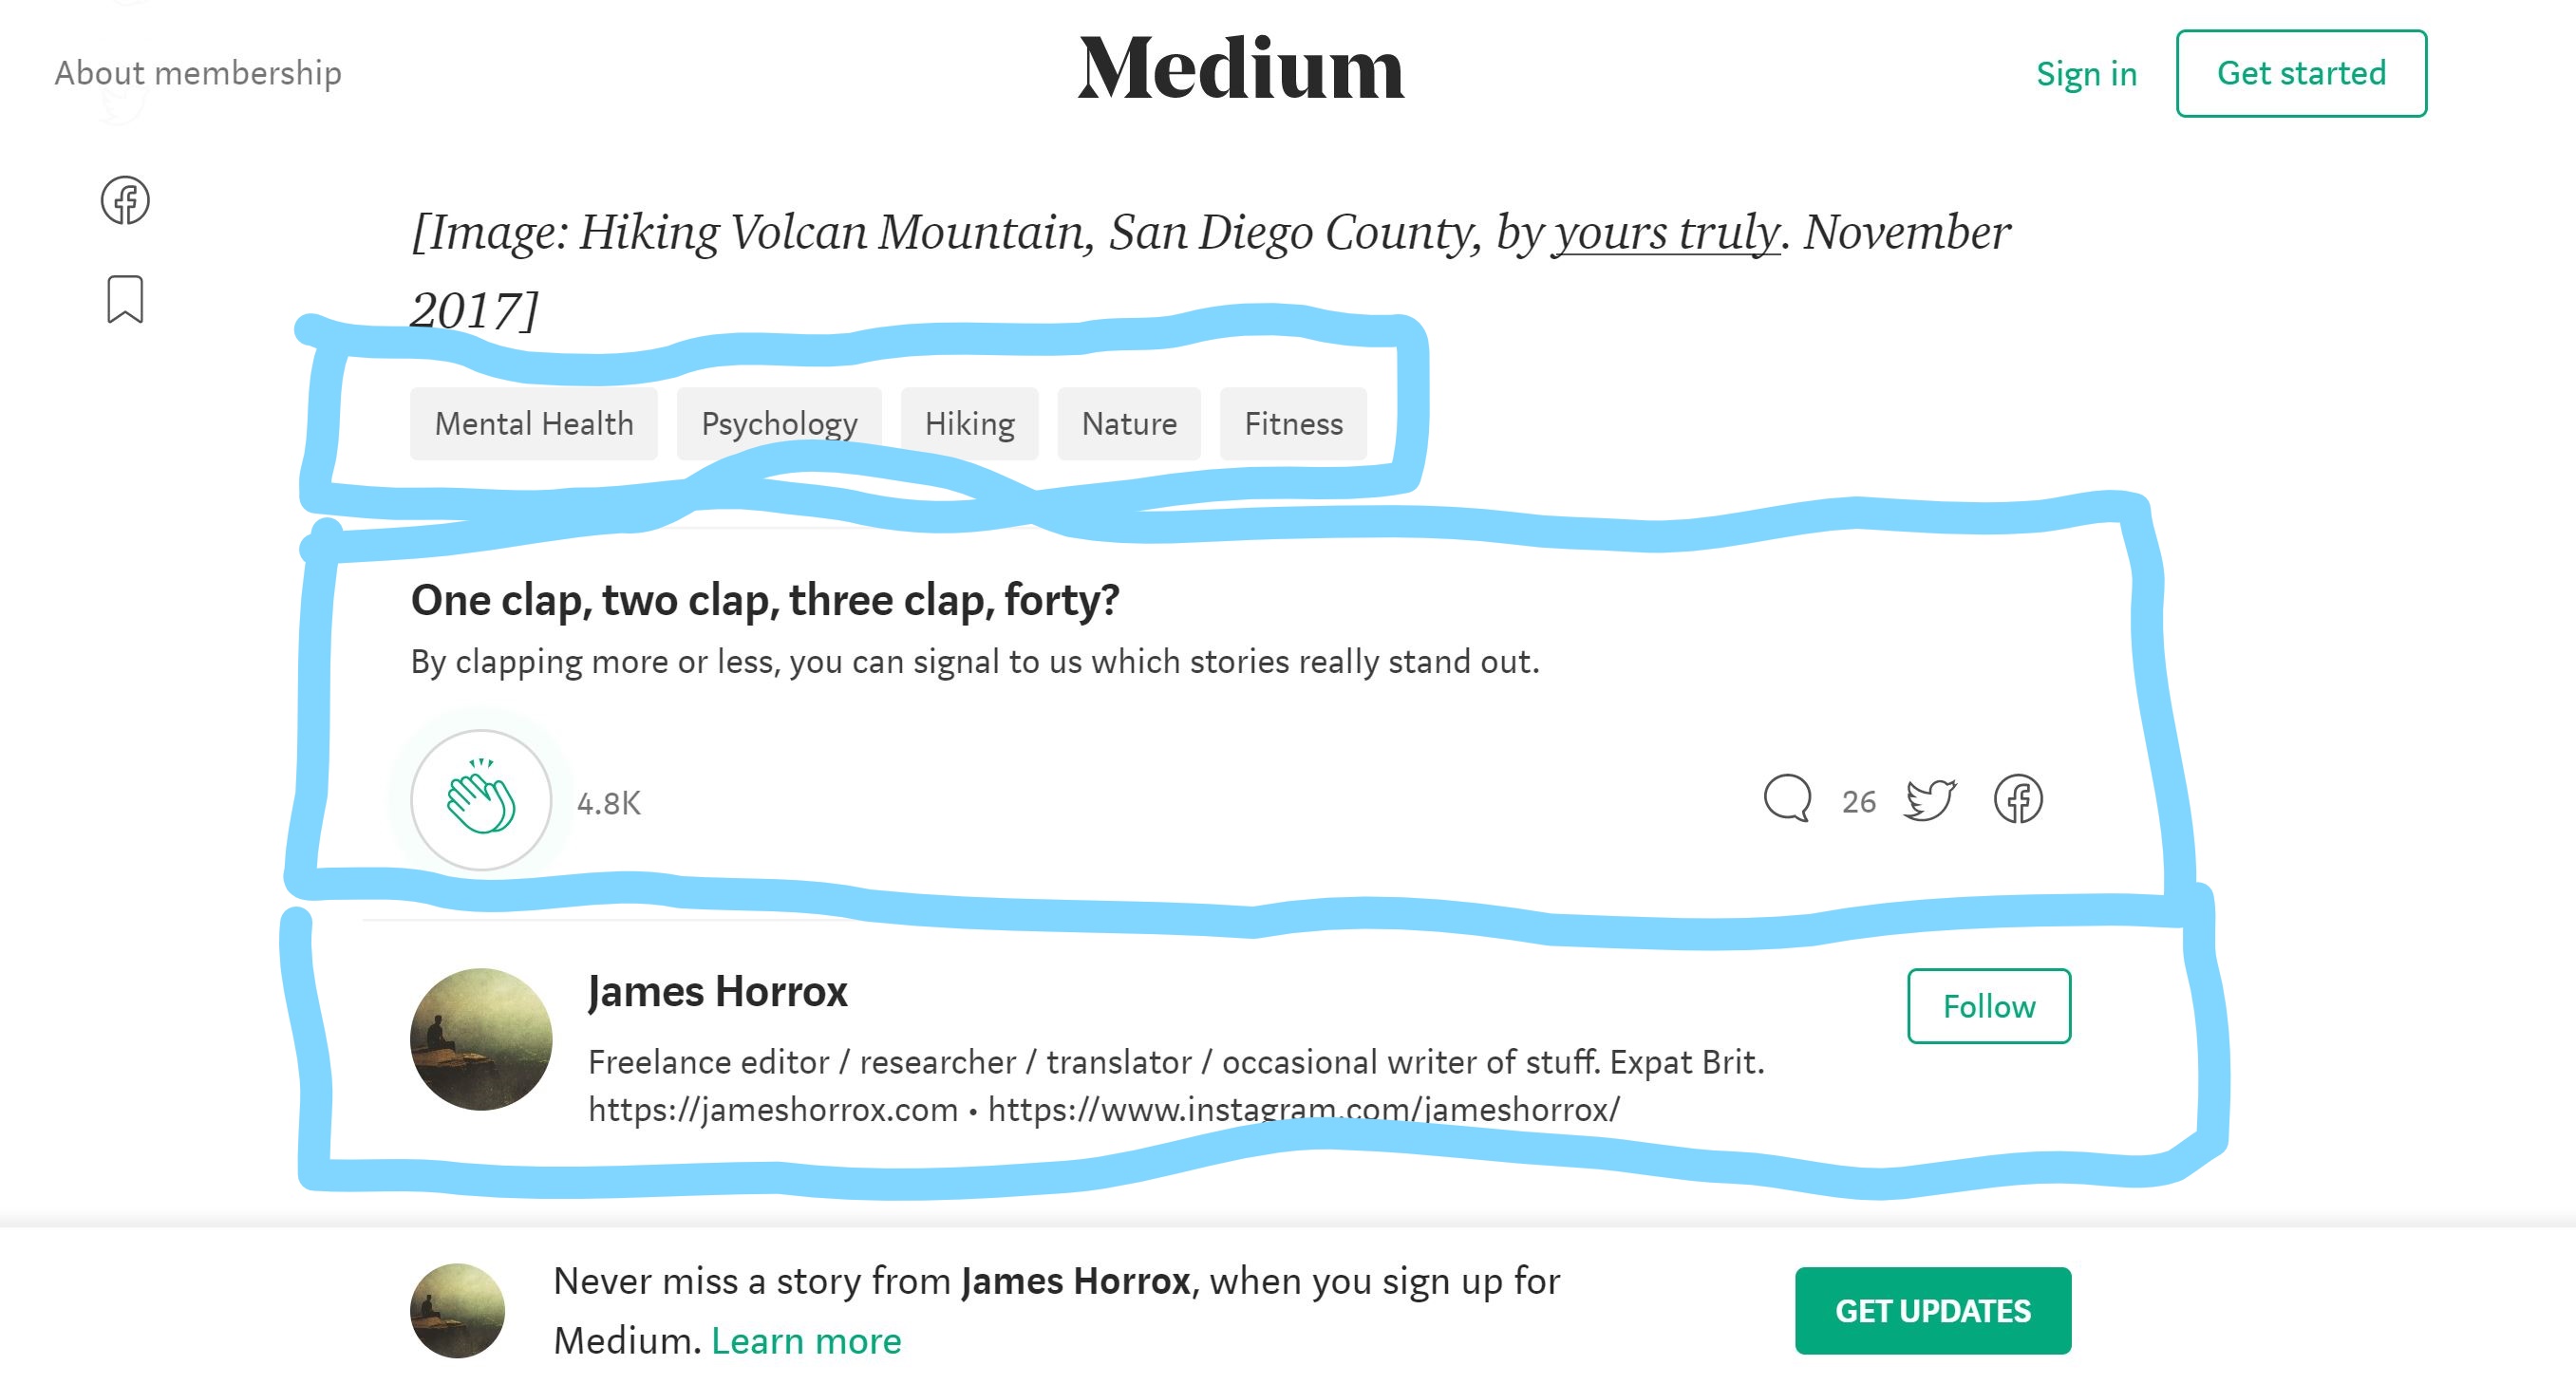 About membership
Medium
Sign in
Get started
[Image: Hiking Volcan Mountain, San Diego County, by yours truly. November
2017]
Mental Health
Psychology
Hiking
Nature
Fitness
One clap, two clap, three clap, forty?
By clapping more or less, you can signal to us which stories really stand out.
4.8K
26
James Horrox
Follow
Freelance editor / researcher / translator / occasional writer of stuff. Expat Brit.
https://jameshorrox.com • https://www.instagram.com/jameshorrox/
Never miss a story from James Horrox, when you sign up for
Medium. Learn more
GET UPDATES